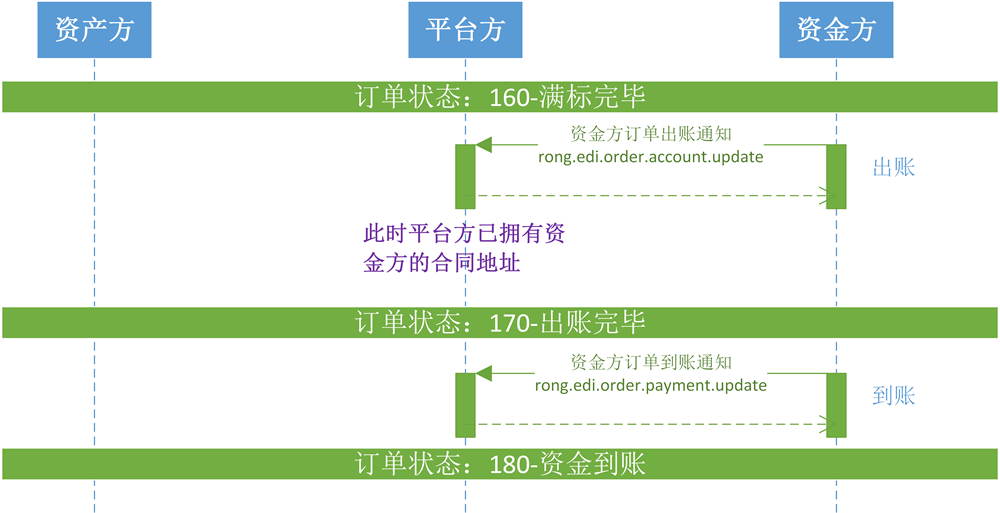 资产方
平台方
资金方
订单状态：160-满标完毕
资金方订单出账通知
rong.edi.order.account.update
出账
此时平台方已拥有资
金方的合同地址
订单状态：170-出账完毕
资金方订单到账通知
rong.edi.order.payment.update
到账
订单状态：180-资金到账